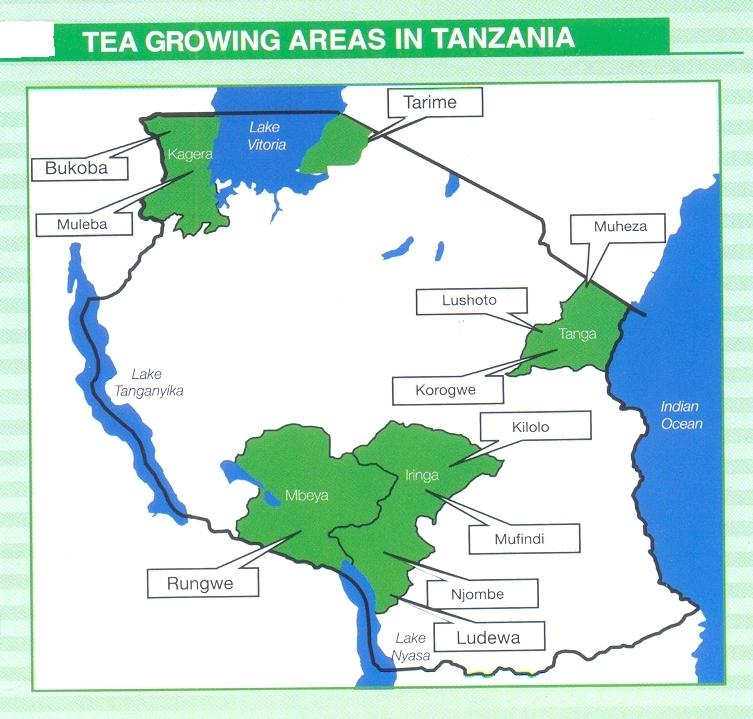 TEA GROWING AREAS IN TANZANIA
Tarime
Lake
Vitoria
Kagera
Bukoba
Muleba
Muheza
Lushoto
Tanga
Korogwe
Lake
Tanganyika
Indian
Ocean
Kilolo
Iringa
Mbeya
Mufindi
Rungwe
Njombe
Ludewa
Lake
Nyasa